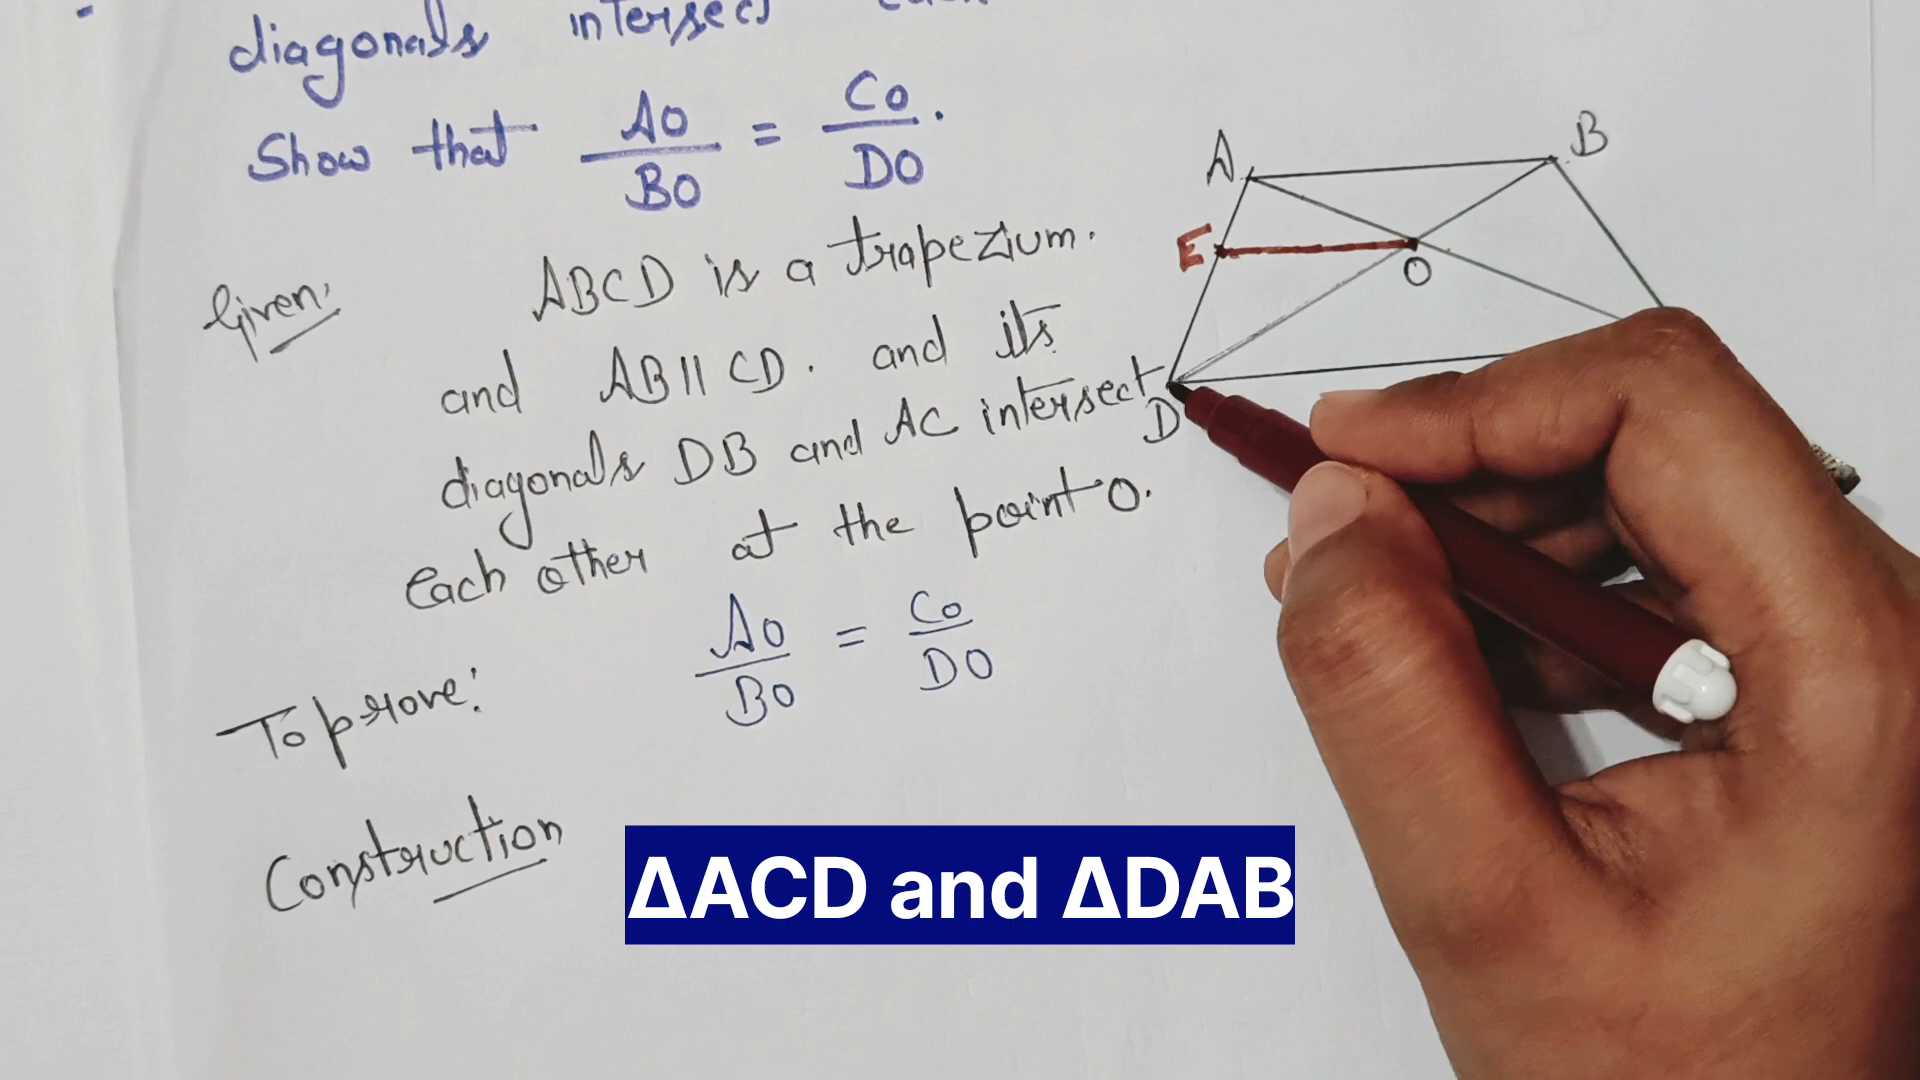 diagonals intersect each
Show that AO/BO = CO/DO.
Given: ABCD is a trapezium.
and AB || CD. and its
diagonals DB and AC intersect
each other at the point O.
To prove: AO/BO = CO/DO
Construction
A
B
E
O
D
ΔACD and ΔDAB